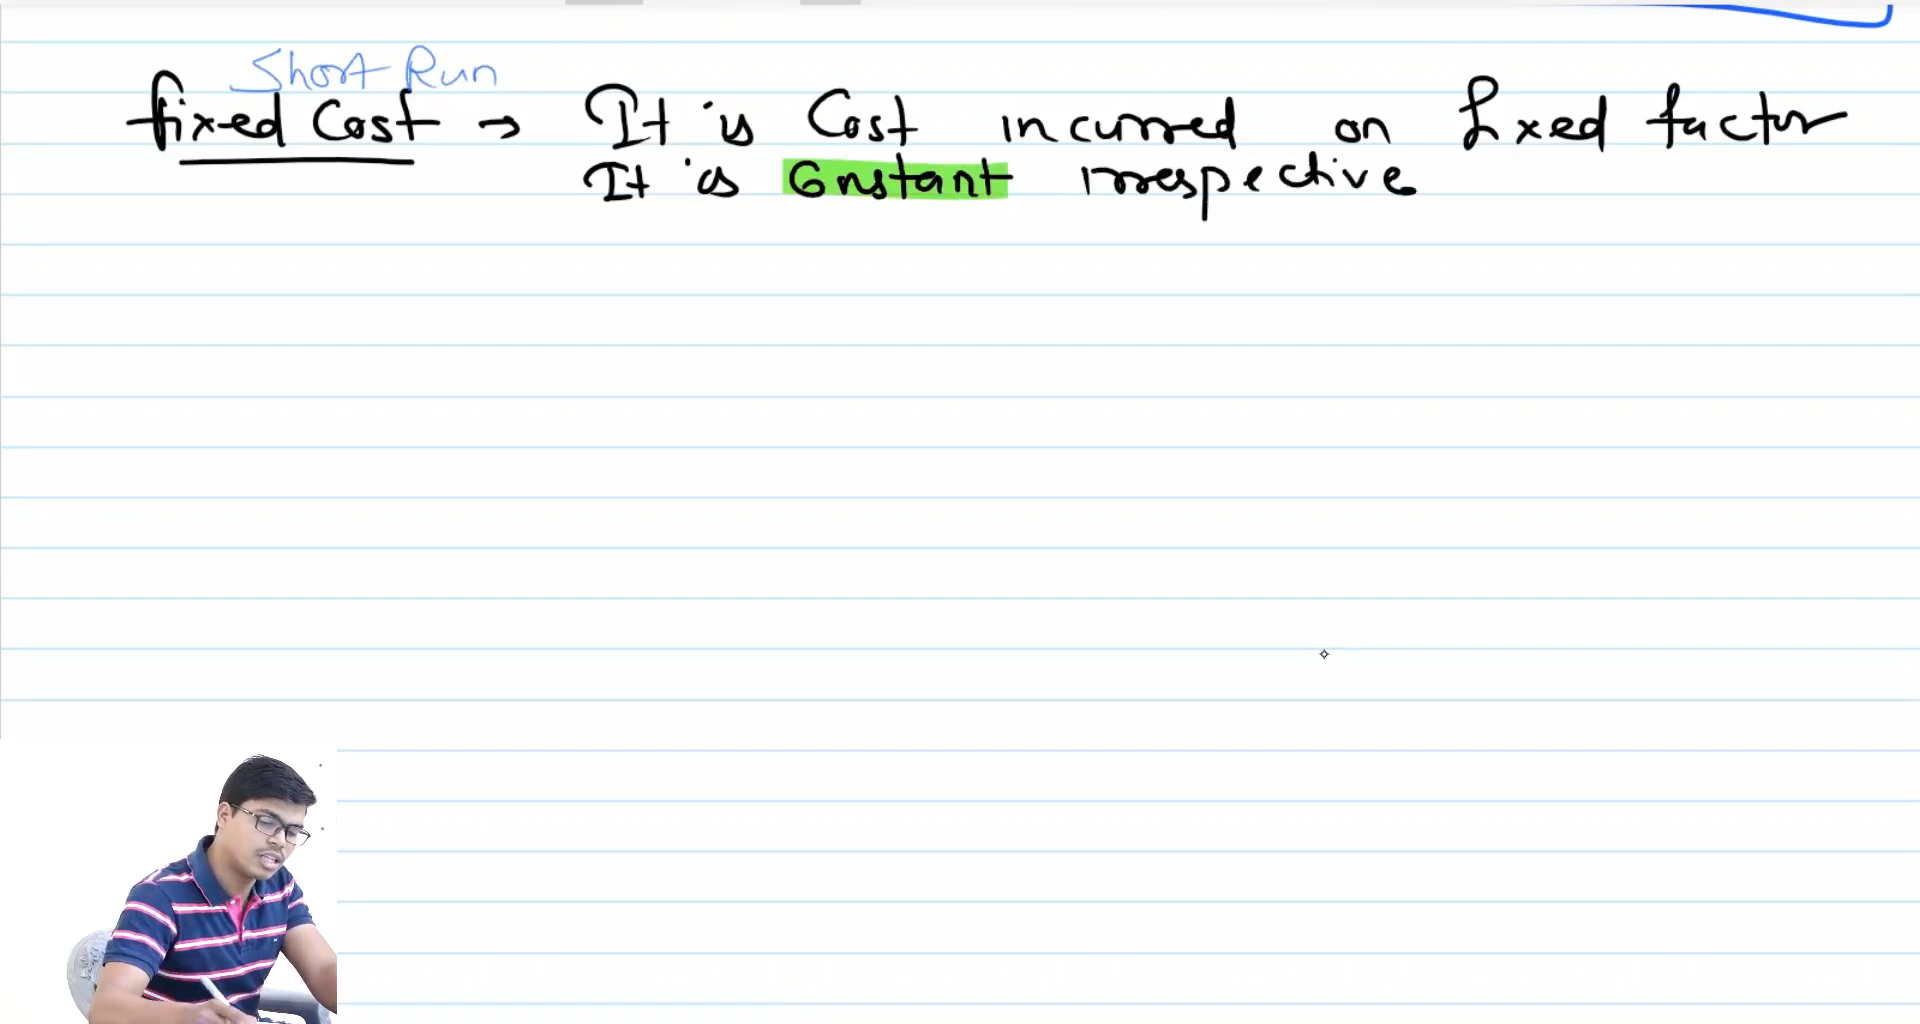 Short Run
fixed Cost → It is Cost incurred on fixed factor
It is Constant irrespective